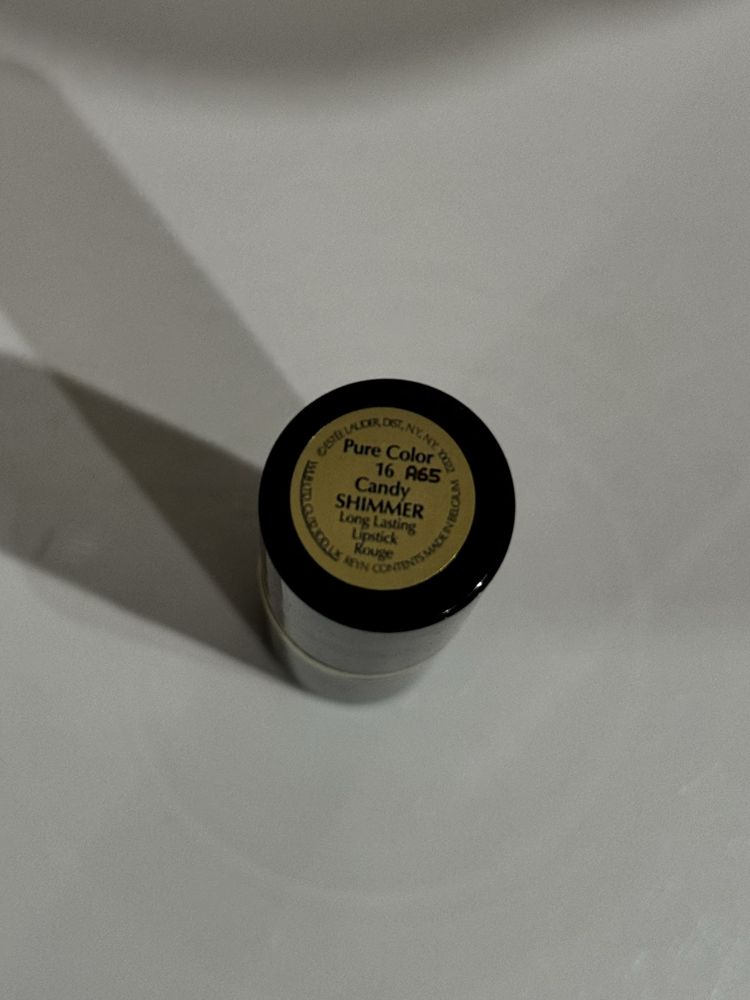 ©ESTÉE LAUDER, DIST., N.Y., N.Y. 10022
Pure Color
16 A65
Candy
SHIMMER
Long Lasting
Lipstick
Rouge
CONTENTS MADE IN BELGIUM